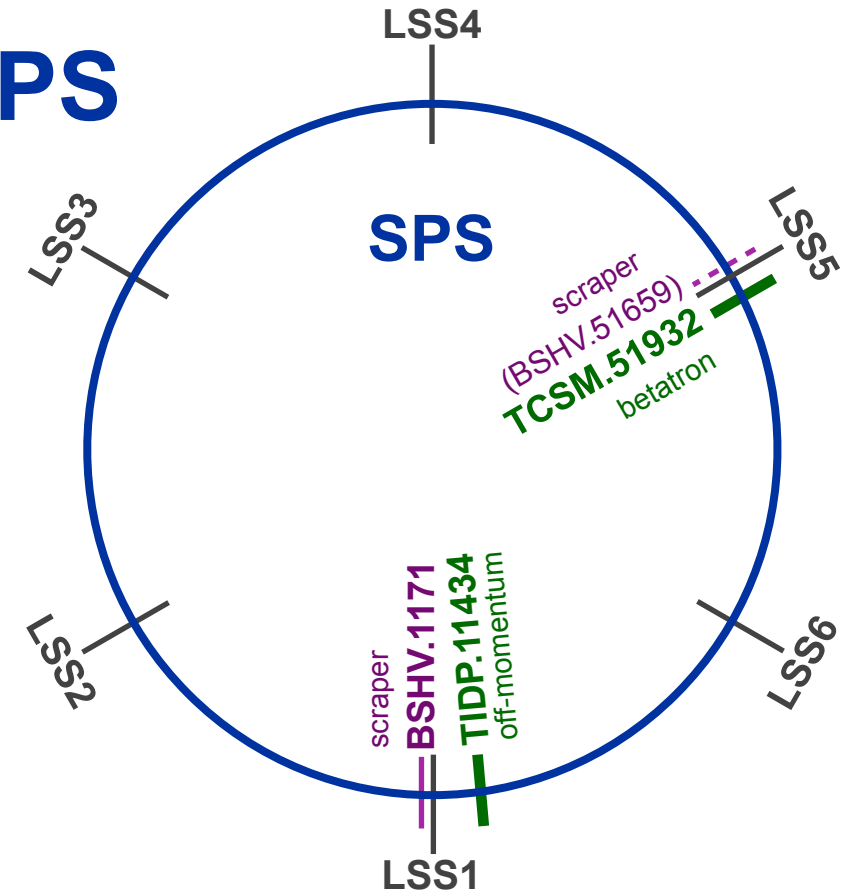 LSS4
PS
SPS
LSS3
LSS5
scraper
(BSHV.51659)
TCSM.51932
betatron
LSS2
LSS6
scraper
BSHV.1171
TIDP.11434
off-momentum
LSS1